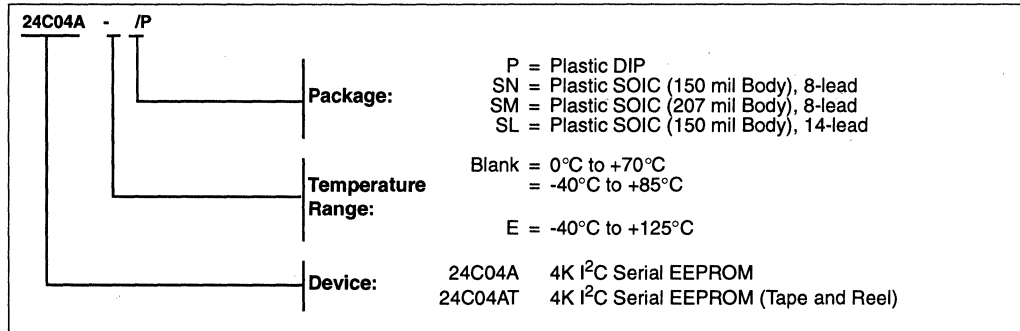 24C04A - /P
Package:
P = Plastic DIP
SN = Plastic SOIC (150 mil Body), 8-lead
SM = Plastic SOIC (207 mil Body), 8-lead
SL = Plastic SOIC (150 mil Body), 14-lead
Temperature
Range:
Blank = 0°C to +70°C
= -40°C to +85°C
E = -40°C to +125°C
Device:
24C04A 4K I²C Serial EEPROM
24C04AT 4K I²C Serial EEPROM (Tape and Reel)